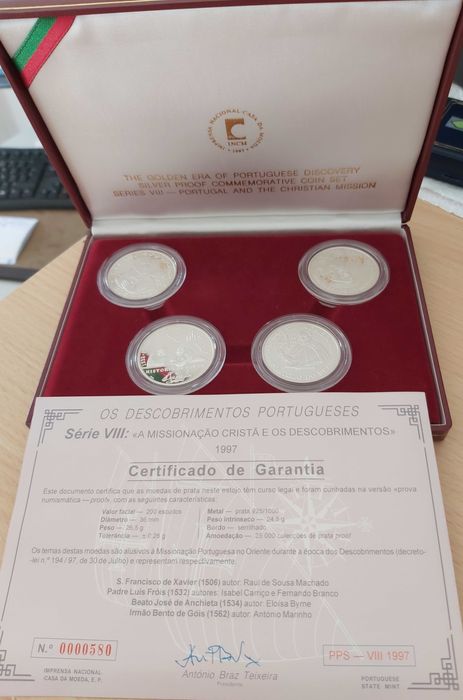 IMPRENSA NACIONAL-CASA DA MOEDA
INCM
THE GOLDEN ERA OF PORTUGUESE DISCOVERY
SILVER PROOF COMMEMORATIVE COIN SET
SERIES VIII — PORTUGAL AND THE CHRISTIAN MISSION
OS DESCOBRIMENTOS PORTUGUESES
Série VIII: «A MISSIONAÇÃO CRISTÃ E OS DESCOBRIMENTOS»
1997
Certificado de Garantia
Este documento certifica que as moedas de prata neste estojo têm curso legal e foram cunhadas na versão «prova
numismática — proof», com as seguintes características:
Valor facial — 200 escudos Metal — prata 925/1000
Diâmetro — 36 mm Peso intrínseco — 24,5 g
Peso — 26,5 g Bordo — serrilhado
Tolerância — ± 0,26 g Amoedação — 25 000 colecções de prata proof
Os temas destas moedas são alusivos à Missionação Portuguesa no Oriente durante a época dos Descobrimentos (decreto-
-lei n.º 194 / 97, de 30 de Julho) e representam respectivamente.
S. Francisco de Xavier (1506) autor: Raul de Sousa Machado
Padre Luís Fróis (1532) autores: Isabel Carriço e Fernando Branco
Beato José de Anchieta (1534) autor: Eloísa Byrne
Irmão Bento de Góis (1562) autor: António Marinho
N.º 0000580
PPS — VIII 1997
IMPRENSA NACIONAL
-CASA DA MOEDA, E. P.
António Braz Teixeira
Presidente
PORTUGUESE
STATE MINT